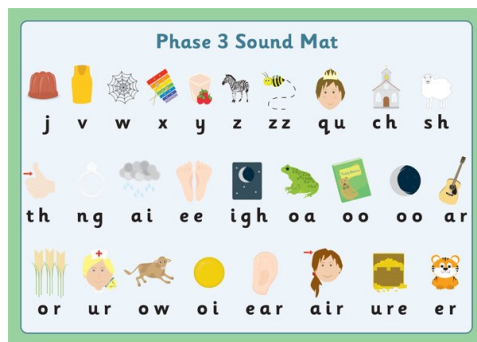 Phase 3 Sound Mat
j v w x y z zz qu ch sh
th ng ai ee igh oa oo oo ar
or ur ow oi ear air ure er